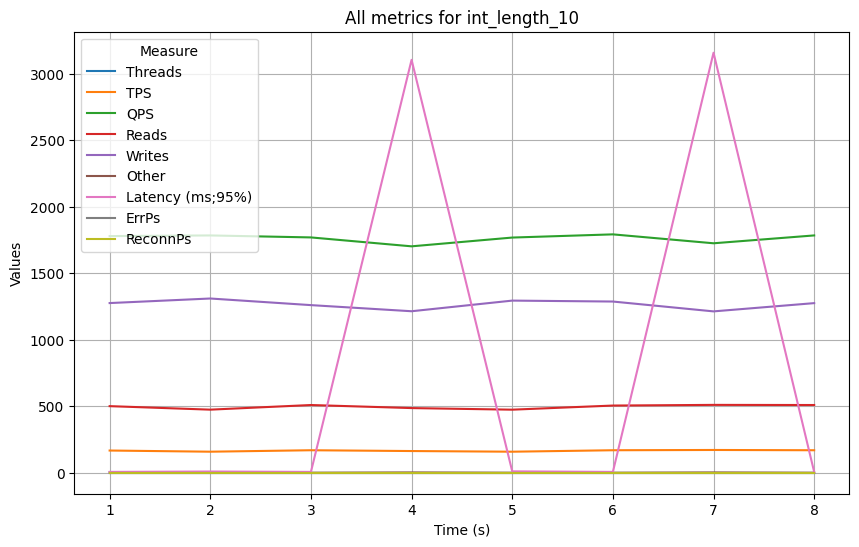 All metrics for int_length_10
Measure
Threads
TPS
QPS
Reads
Writes
Other
Latency (ms;95%)
ErrPs
ReconnPs
3000
2500
2000
1500
1000
500
0
Values
1 2 3 4 5 6 7 8
Time (s)